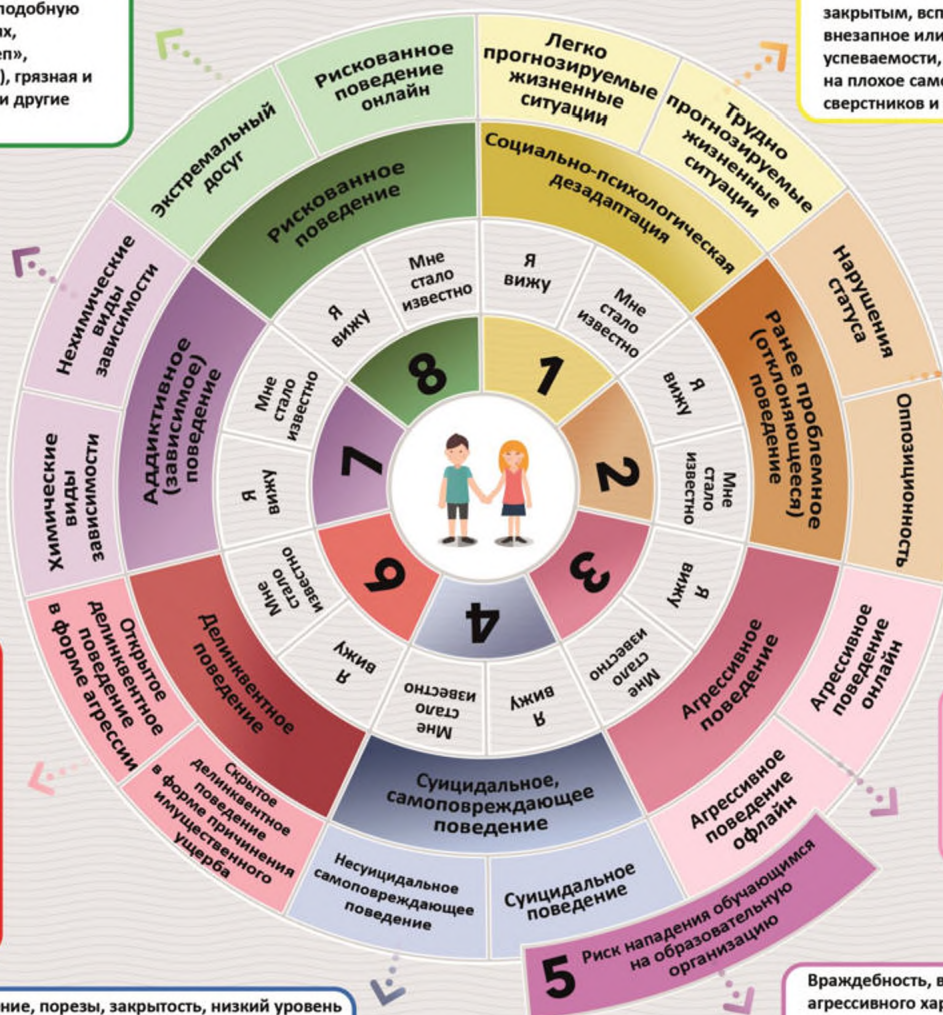 подобную
их,
еп»,
), грязная и
и другие
закрытым, всп
внезапное или
успеваемости,
на плохое само
сверстников и
Рискованное
поведение
онлайн
Легко
прогнозируемые
жизненные
ситуации
Экстремальный
досуг
Трудно
прогнозируемые
жизненные
ситуации
Рискованное
поведение
Социально-психологическая
дезадаптация
Нехимические
виды
зависимости
Нарушения
статуса
Мне
стало
известно
Я
вижу
Я
вижу
Мне
стало
известно
Аддиктивное
(зависимое)
поведение
Ранее проблемное
(отклоняющееся)
поведение
8
1
Мне
стало
известно
Я
вижу
7
2
Химические
виды
зависимости
Оппозиционность
Я
вижу
Мне
стало
известно
6
3
4
Мне
стало
известно
Я
вижу
Я
вижу
Мне
стало
известно
Мне
стало
известно
Я
вижу
Открытое
делинквентное
поведение
в форме агрессии
Делинквентное
поведение
Агрессивное
поведение
Агрессивное
поведение
онлайн
Скрытое
делинквентное
поведение
в форме причинения
имущественного
ущерба
Суицидальное,
самоповреждающее
поведение
Агрессивное
поведение
офлайн
Несуицидальное
самоповреждающее
поведение
Суицидальное
поведение
5
Риск нападения обучающимся
на образовательную
организацию
ние, порезы, закрытость, низкий уровень
Враждебность, в
агрессивного хар